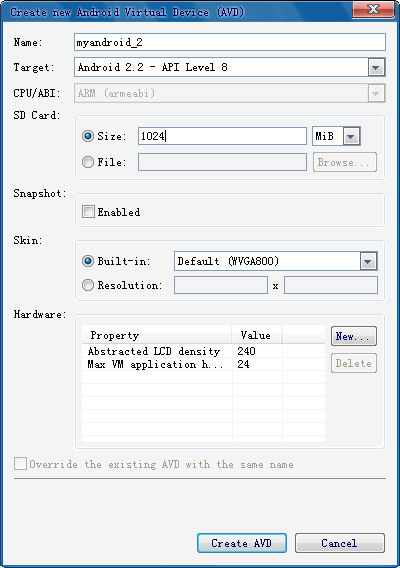 Create new Android Virtual Device (AVD)
Name: myandroid_2
Target: Android 2.2 - API Level 8
CPU/ABI: ARM (armeabi)
SD Card:
Size: 1024 MiB
File: Browse...
Snapshot:
Enabled
Skin:
Built-in: Default (WVGA800)
Resolution: x
Hardware:
Property Value New...
Abstracted LCD density 240
Max VM application h... 24 Delete
Override the existing AVD with the same name
Create AVD Cancel